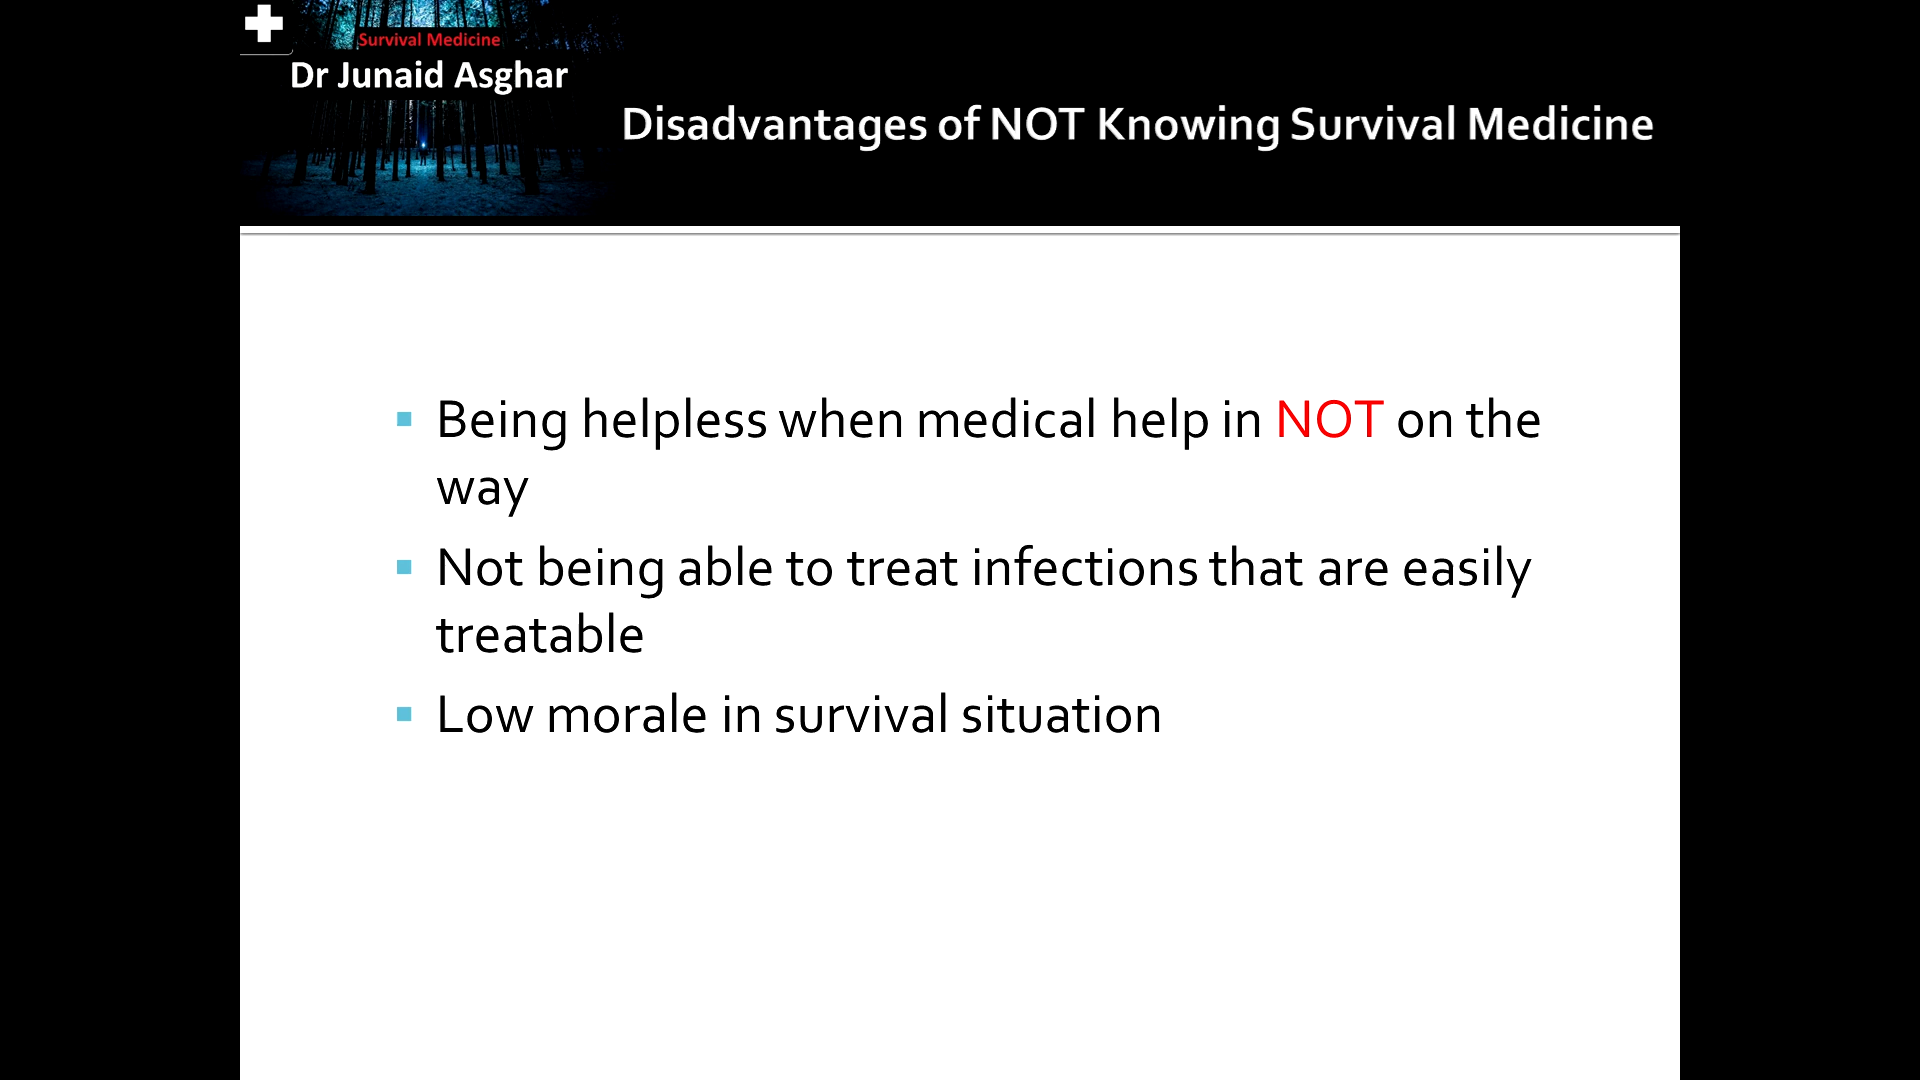 Survival Medicine
Dr Junaid Asghar
Disadvantages of NOT Knowing Survival Medicine
Being helpless when medical help in NOT on the
way
Not being able to treat infections that are easily
treatable
Low morale in survival situation